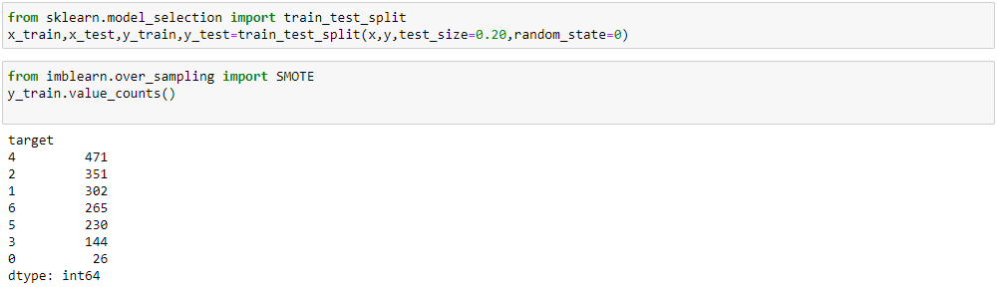 from sklearn.model_selection import train_test_split
x_train,x_test,y_train,y_test=train_test_split(x,y,test_size=0.20,random_state=0)
from imblearn.over_sampling import SMOTE
y_train.value_counts()
target
4         471
2         351
1         302
6         265
5         230
3         144
0          26
dtype: int64